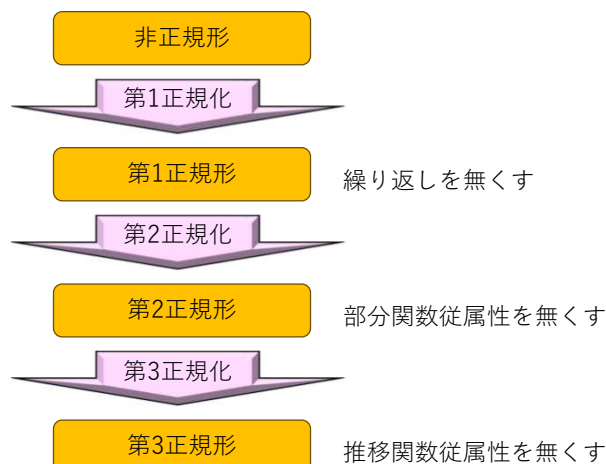 非正規形
第1正規化
第1正規形
繰り返しを無くす
第2正規化
第2正規形
部分関数従属性を無くす
第3正規化
第3正規形
推移関数従属性を無くす